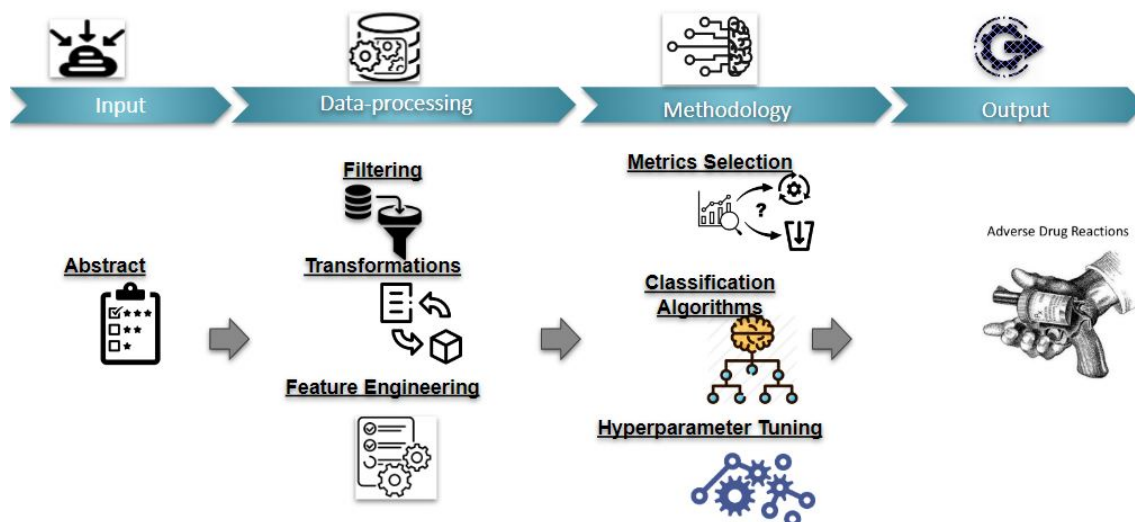 Input
Data-processing
Methodology
Output
Abstract
Filtering
Transformations
Feature Engineering
Metrics Selection
?
Classification
Algorithms
Hyperparameter Tuning
Adverse Drug Reactions